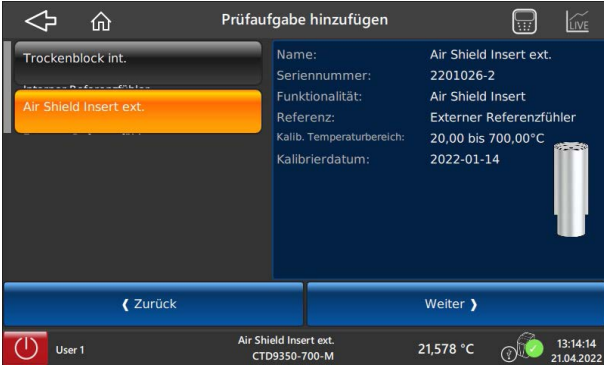 Prüfaufgabe hinzufügen
LIVE
Trockenblock int.
Air Shield Insert ext.
Name: Air Shield Insert ext.
Seriennummer: 2201026-2
Funktionalität: Air Shield Insert
Referenz: Externer Referenzfühler
Kalib. Temperaturbereich: 20,00 bis 700,00°C
Kalibrierdatum: 2022-01-14
❰ Zurück
Weiter ❱
User 1
Air Shield Insert ext.
CTD9350-700-M
21,578 °C
13:14:14
21.04.2022